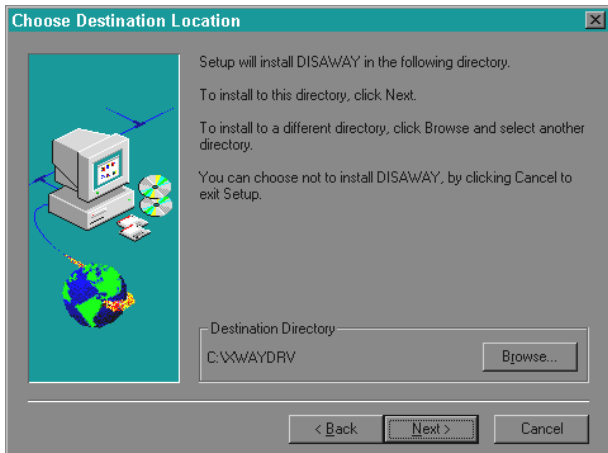 Choose Destination Location
Setup will install DISAWAY in the following directory.
To install to this directory, click Next.
To install to a different directory, click Browse and select another
directory.
You can choose not to install DISAWAY, by clicking Cancel to
exit Setup.
Destination Directory
C:\XWAYDRV
Browse...
< Back
Next >
Cancel